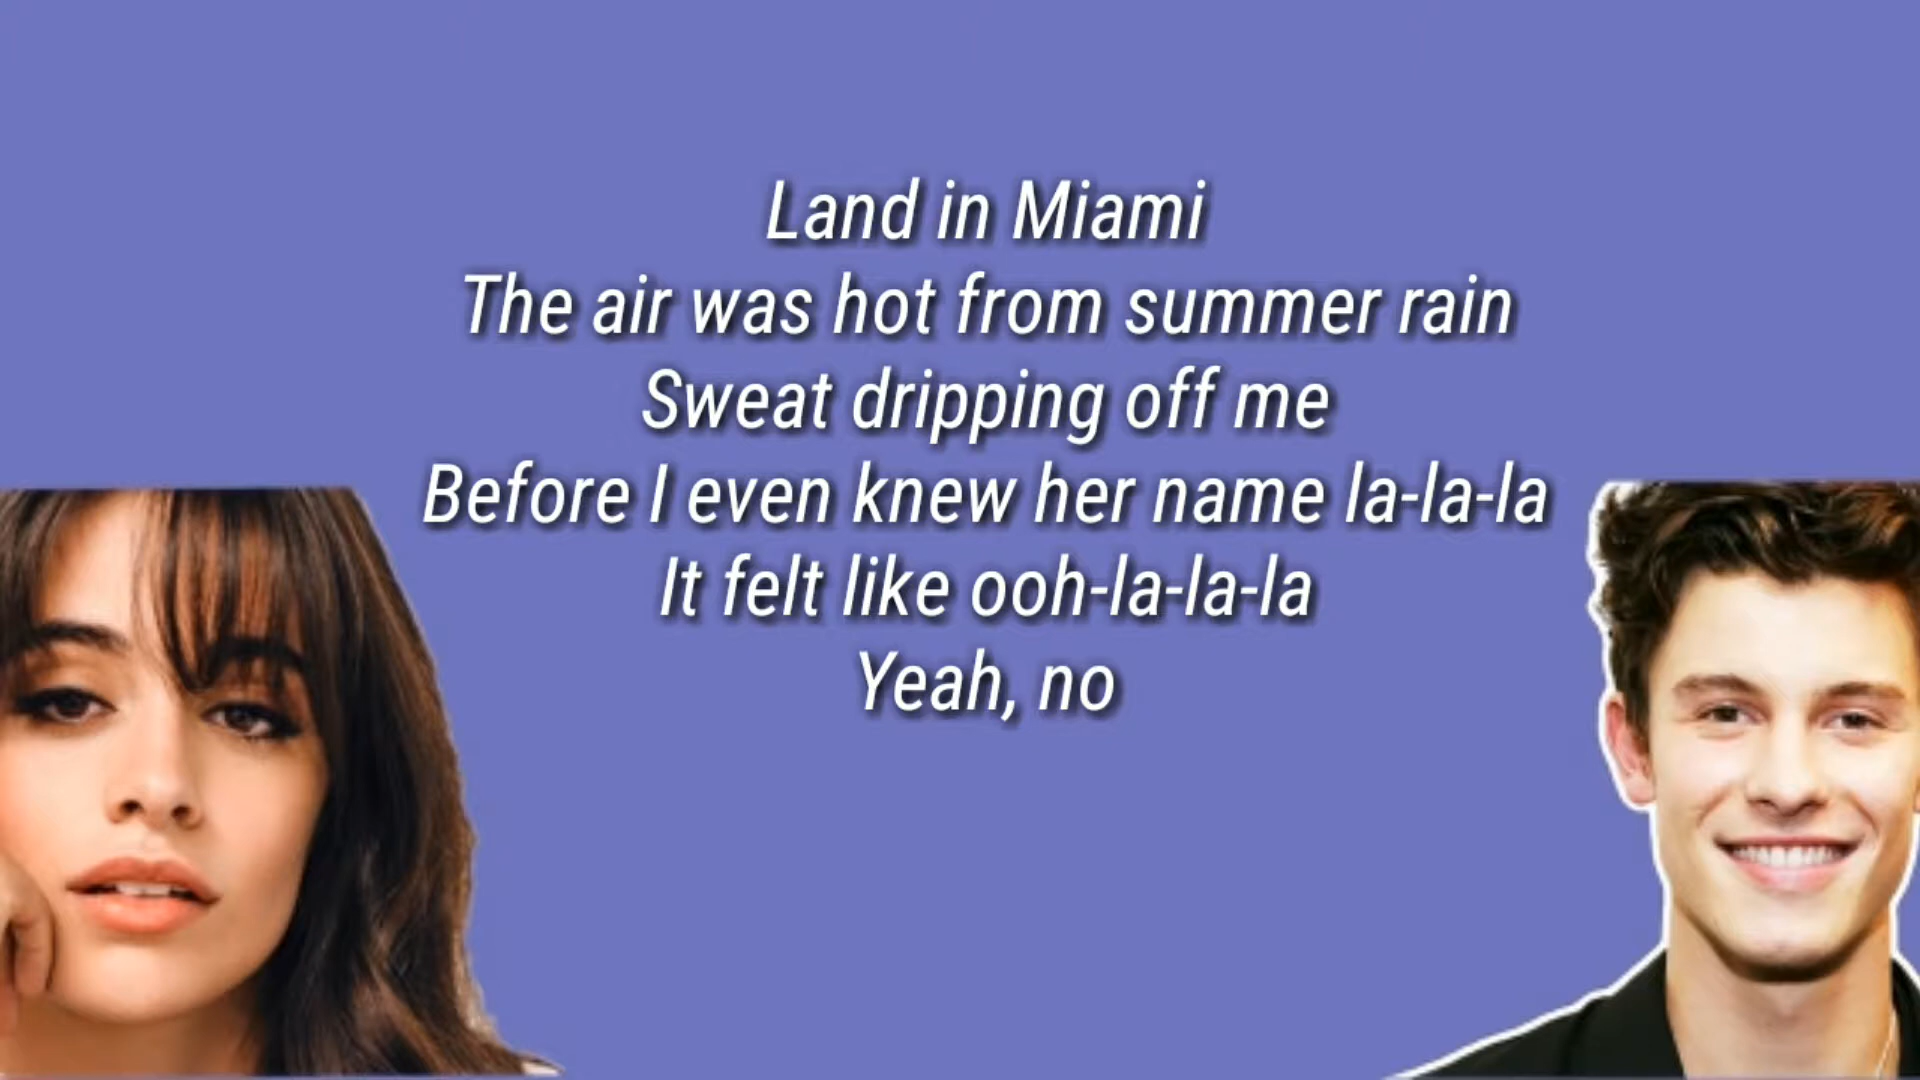 Land in Miami
The air was hot from summer rain
Sweat dripping off me
Before I even knew her name la-la-la
It felt like ooh-la-la-la
Yeah, no